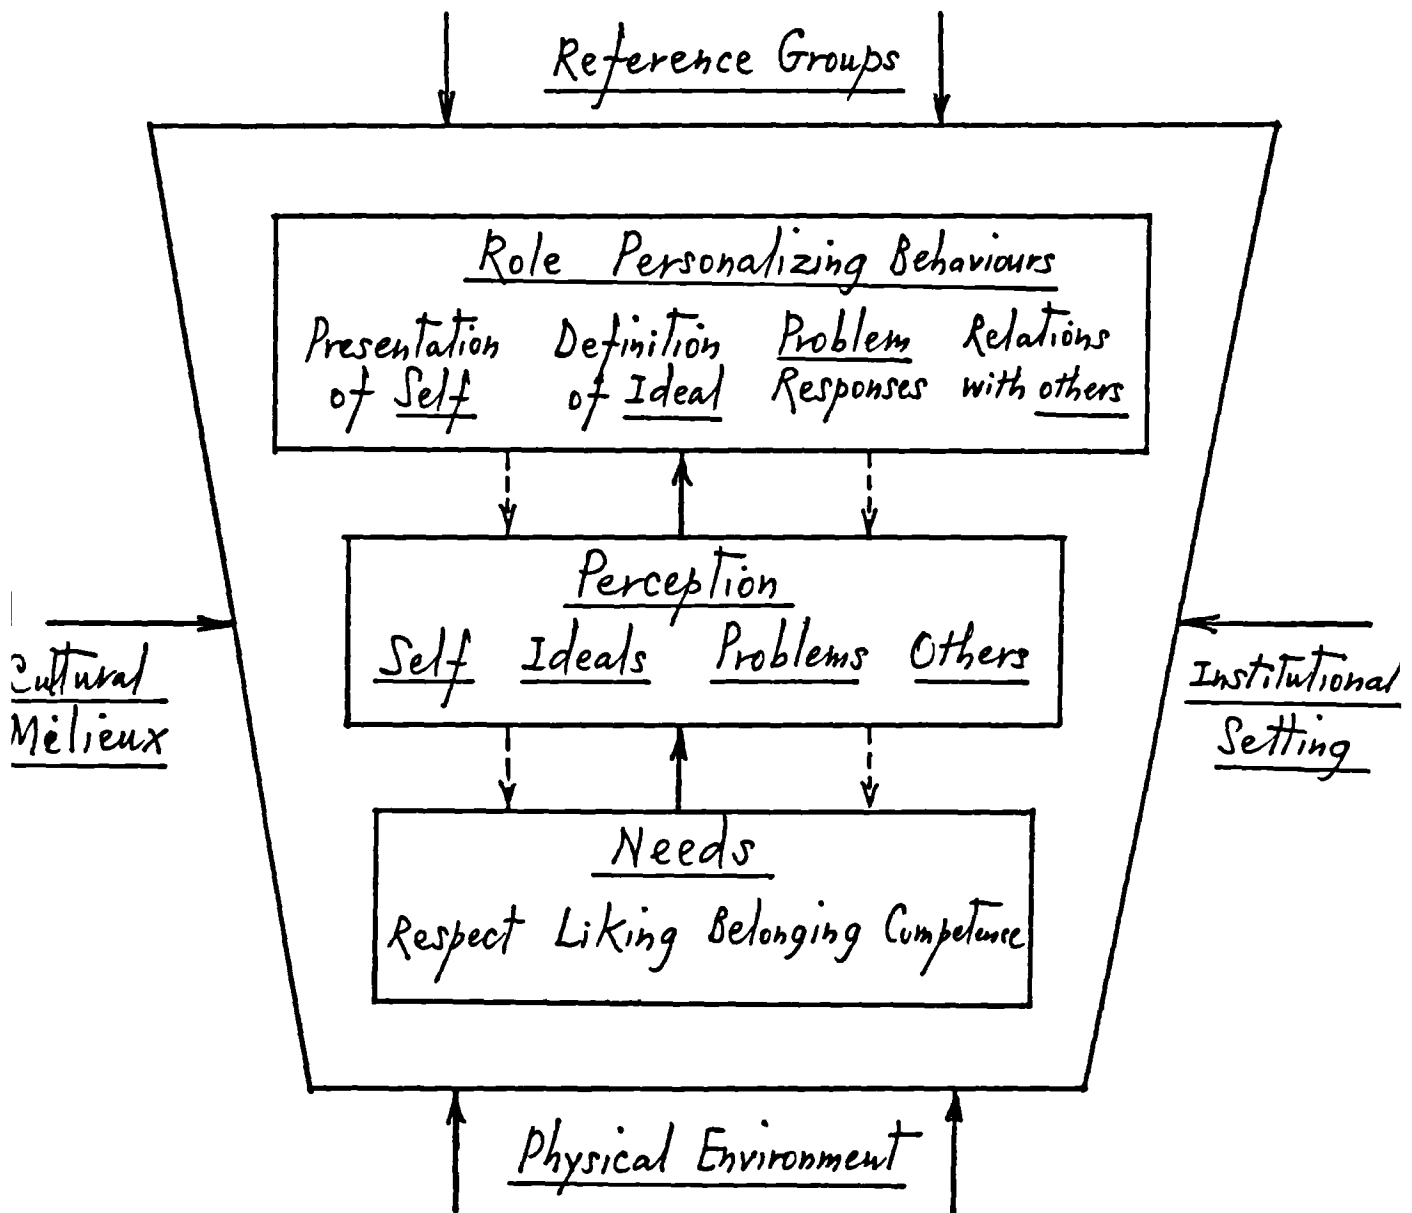 Reference Groups
Role Personalizing Behaviours
Presentation Definition Problem Relations
of Self of Ideal Responses with others
Perception
Self Ideals Problems Others
Cultural
Mélieux
Institutional
Setting
Needs
Respect Liking Belonging Competence
Physical Environment